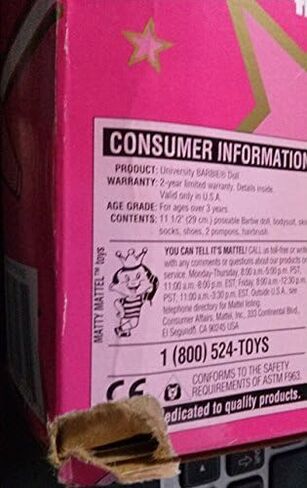 CONSUMER INFORMATION
PRODUCT: University BARBIE® Doll
WARRANTY: 2-year limited warranty. Details inside.
Valid only in U.S.A.
AGE GRADE: For ages over 3 years
CONTENTS: 11 1/2" (29 cm) poseable Barbie doll, bodysuit,
socks, shoes, 2 pompons, hairbrush
MATTY MATTEL™ toys
YOU CAN TELL IT'S MATTEL! CALL us toll-free or write
with any comments or questions about our products or
service. Monday-Thursday, 8:00 a.m.-5:00 p.m. PST,
11:00 a.m.-8:00 p.m. EST, Friday, 8:00 a.m.-12:30 p.m.
PST, 11:00 a.m.-3:30 p.m. EST. Outside U.S.A., see
telephone directory for Mattel listing
Consumer Affairs, Mattel, Inc., 333 Continental Blvd.,
El Segundo, CA 90245 USA
1 (800) 524-TOYS
CE
CONFORMS TO THE SAFETY
REQUIREMENTS OF ASTM F963.
edicated to quality products.